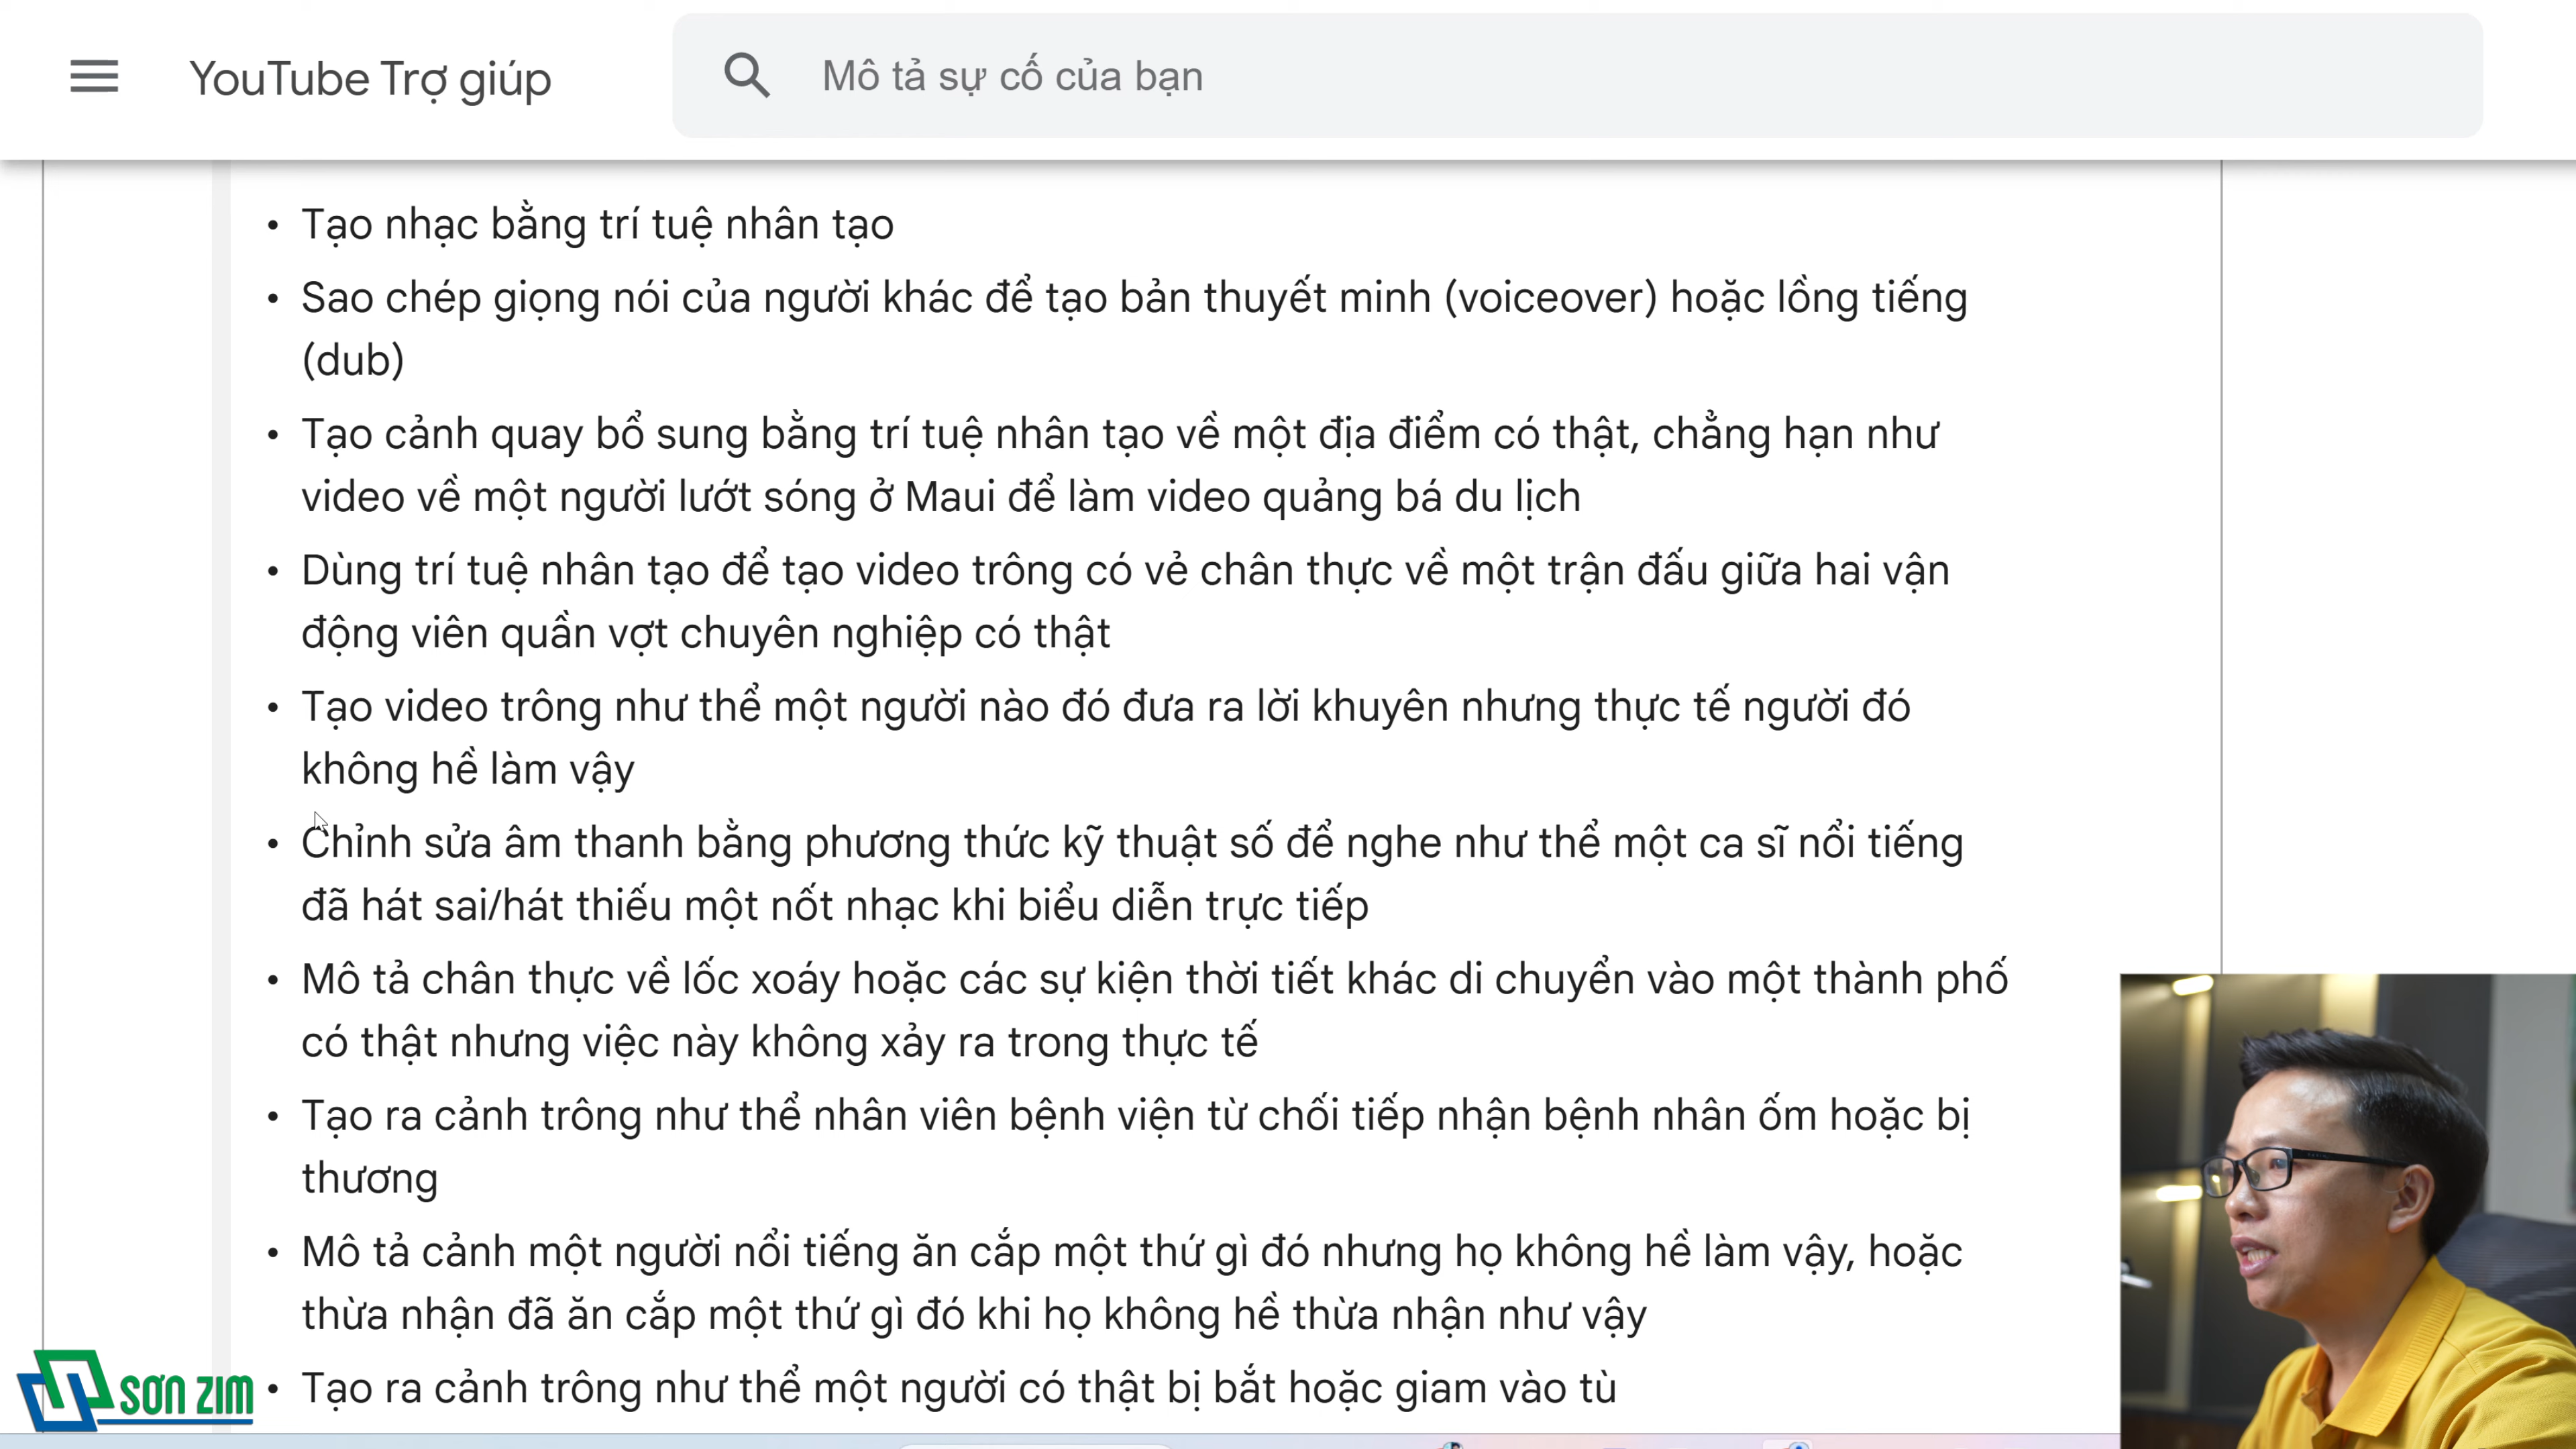 YouTube Trợ giúp
Mô tả sự cố của bạn
• Tạo nhạc bằng trí tuệ nhân tạo
• Sao chép giọng nói của người khác để tạo bản thuyết minh (voiceover) hoặc lồng tiếng
(dub)
• Tạo cảnh quay bổ sung bằng trí tuệ nhân tạo về một địa điểm có thật, chẳng hạn như
video về một người lướt sóng ở Maui để làm video quảng bá du lịch
• Dùng trí tuệ nhân tạo để tạo video trông có vẻ chân thực về một trận đấu giữa hai vận
động viên quần vợt chuyên nghiệp có thật
• Tạo video trông như thể một người nào đó đưa ra lời khuyên nhưng thực tế người đó
không hề làm vậy
• Chỉnh sửa âm thanh bằng phương thức kỹ thuật số để nghe như thể một ca sĩ nổi tiếng
đã hát sai/hát thiếu một nốt nhạc khi biểu diễn trực tiếp
• Mô tả chân thực về lốc xoáy hoặc các sự kiện thời tiết khác di chuyển vào một thành phố
có thật nhưng việc này không xảy ra trong thực tế
• Tạo ra cảnh trông như thể nhân viên bệnh viện từ chối tiếp nhận bệnh nhân ốm hoặc bị
thương
• Mô tả cảnh một người nổi tiếng ăn cắp một thứ gì đó nhưng họ không hề làm vậy, hoặc
thừa nhận đã ăn cắp một thứ gì đó khi họ không hề thừa nhận như vậy
• Tạo ra cảnh trông như thể một người có thật bị bắt hoặc giam vào tù
SƠN ZIM